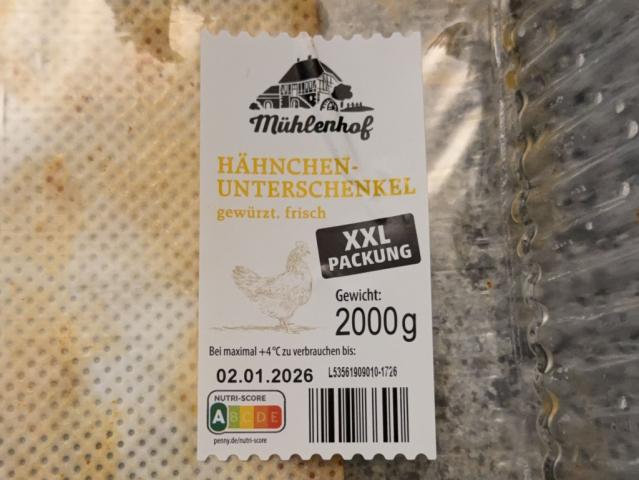 Mühlenhof
HÄHNCHEN-
UNTERSCHENKEL
gewürzt, frisch
XXL
PACKUNG
Gewicht:
2000g
Bei maximal +4°C zu verbrauchen bis:
02.01.2026 L53561909010-1726
NUTRI-SCORE
A B C D E
penny.de/nutri-score